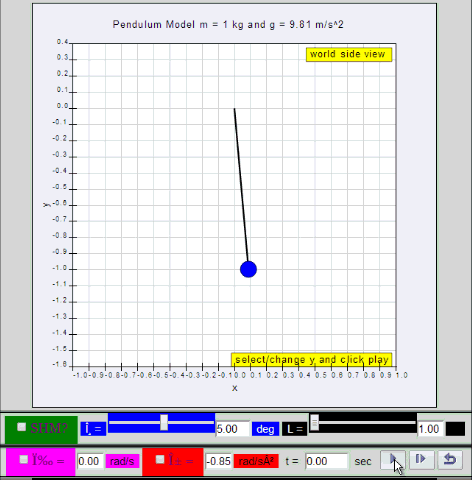 Pendulum Model m = 1 kg and g = 9.81 m/s^2
world side view
0.4
0.3
0.2
0.1
0.0
-0.1
-0.2
-0.3
-0.4
-0.5
-0.6
-0.7
-0.8
-0.9
-1.0
-1.1
-1.2
-1.3
-1.4
-1.5
-1.6
y
select/change y and click play
-1.0 -0.9 -0.8 -0.7 -0.6 -0.5 -0.4 -0.3 -0.2 -0.1 0.0 0.1 0.2 0.3 0.4 0.5 0.6 0.7 0.8 0.9 1.0
x
SHM? Î¸ = 5.00 deg L = 1.00
Ï‰ = 0.00 rad/s Î± = -0.85 rad/sÂ² t = 0.00 sec